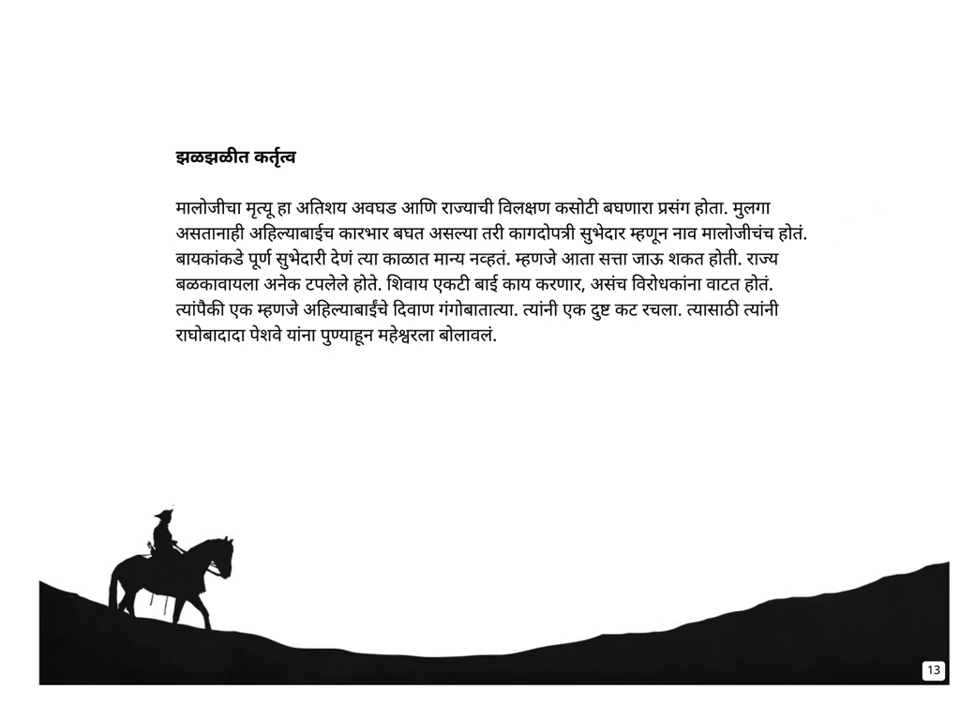 झळझळीत कर्तृत्व
मालोजीचा मृत्यू हा अतिशय अवघड आणि राज्याची विलक्षण कसोटी बघणारा प्रसंग होता. मुलगा
असतानाही अहिल्याबाईच कारभार बघत असल्या तरी कागदोपत्री सुभेदार म्हणून नाव मालोजीचंच होतं.
बायकांकडे पूर्ण सुभेदारी देणं त्या काळात मान्य नव्हतं. म्हणजे आता सत्ता जाऊ शकत होती. राज्य
बळकावायला अनेक टपलेले होते. शिवाय एकटी बाई काय करणार, असंच विरोधकांना वाटत होतं.
त्यांपैकी एक म्हणजे अहिल्याबाईंचे दिवाण गंगोबातात्या. त्यांनी एक दुष्ट कट रचला. त्यासाठी त्यांनी
राघोबादादा पेशवे यांना पुण्याहून महेश्वरला बोलावलं.
13